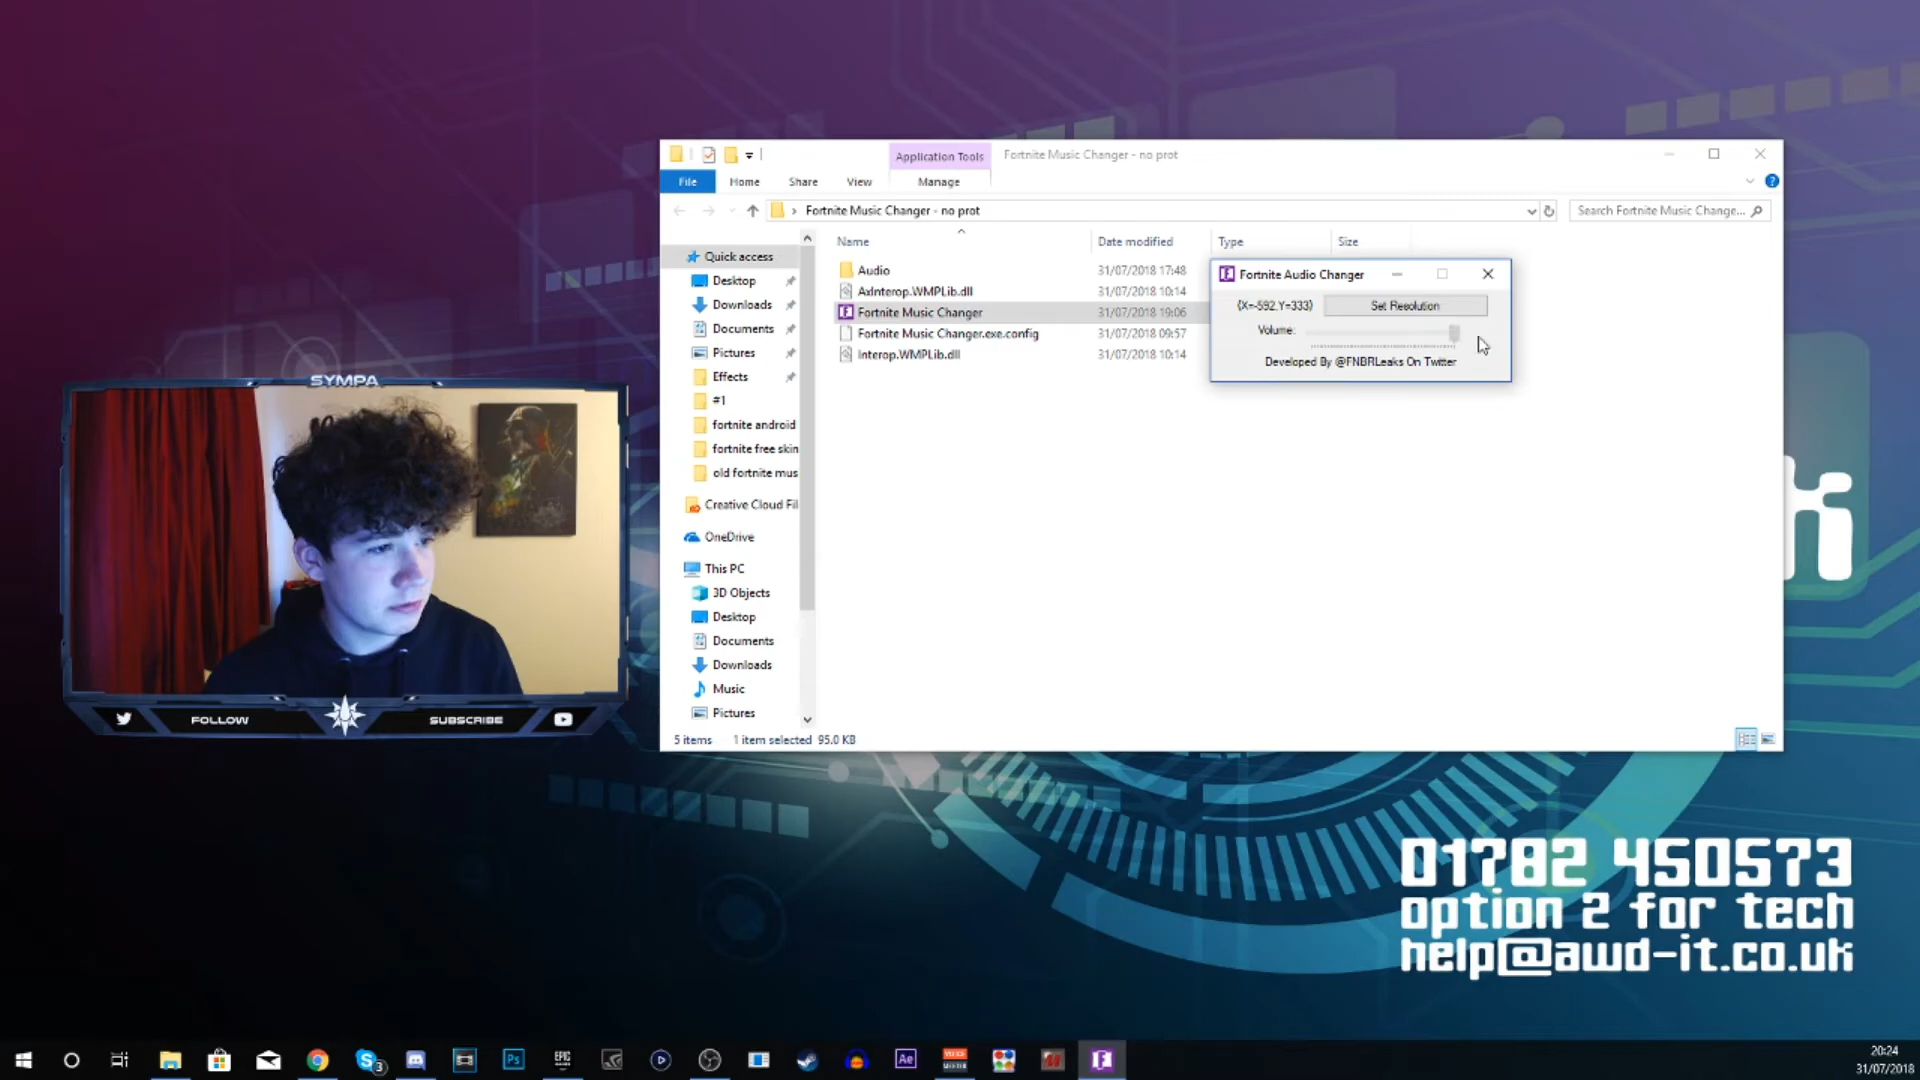 Application Tools
Fortnite Music Changer - no prot
File
Home
Share
View
Manage
Fortnite Music Changer - no prot
Search Fortnite Music Change...
Name
Date modified
Type
Size
Quick access
Desktop
Downloads
Documents
Pictures
Effects
#1
fortnite android
fortnite free skin
old fortnite mus
Creative Cloud Fil
OneDrive
This PC
3D Objects
Desktop
Documents
Downloads
Music
Pictures
Audio 31/07/2018 17:48
AxInterop.WMPLib.dll 31/07/2018 10:14
Fortnite Music Changer 31/07/2018 19:06
Fortnite Music Changer.exe.config 31/07/2018 09:57
Interop.WMPLib.dll 31/07/2018 10:14
Fortnite Audio Changer
{X=-592,Y=333}
Set Resolution
Volume:
Developed By @FNBRLeaks On Twitter
5 items
1 item selected 95.0 KB
SYMPA
FOLLOW
SUBSCRIBE
k
01782 450573
option 2 for tech
help@awd-it.co.uk
3
Ps
EPIC
Ae
20:24
31/07/2018